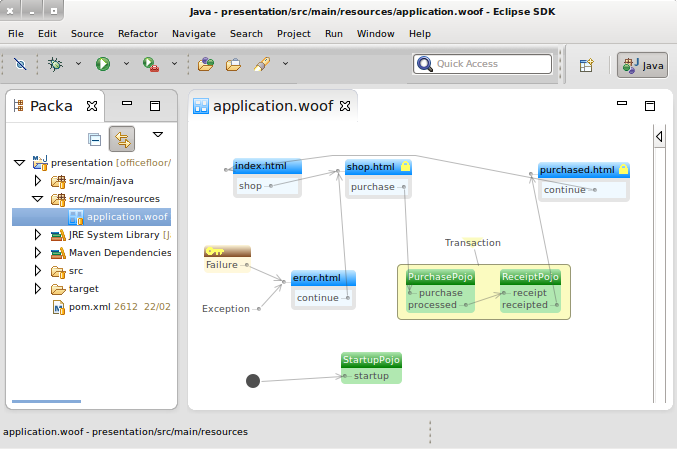 Java - presentation/src/main/resources/application.woof - Eclipse SDK
File Edit Source Refactor Navigate Search Project Run Window Help
Quick Access
Java
Packa
presentation [officefloor/
src/main/java
src/main/resources
application.woof
JRE System Library [J
Maven Dependencies
src
target
pom.xml 2612 22/02
application.woof
index.html
shop
shop.html
purchase
purchased.html
continue
Transaction
Failure
error.html
continue
Exception
PurchasePojo
purchase
processed
ReceiptPojo
receipt
receipted
StartupPojo
startup
application.woof - presentation/src/main/resources